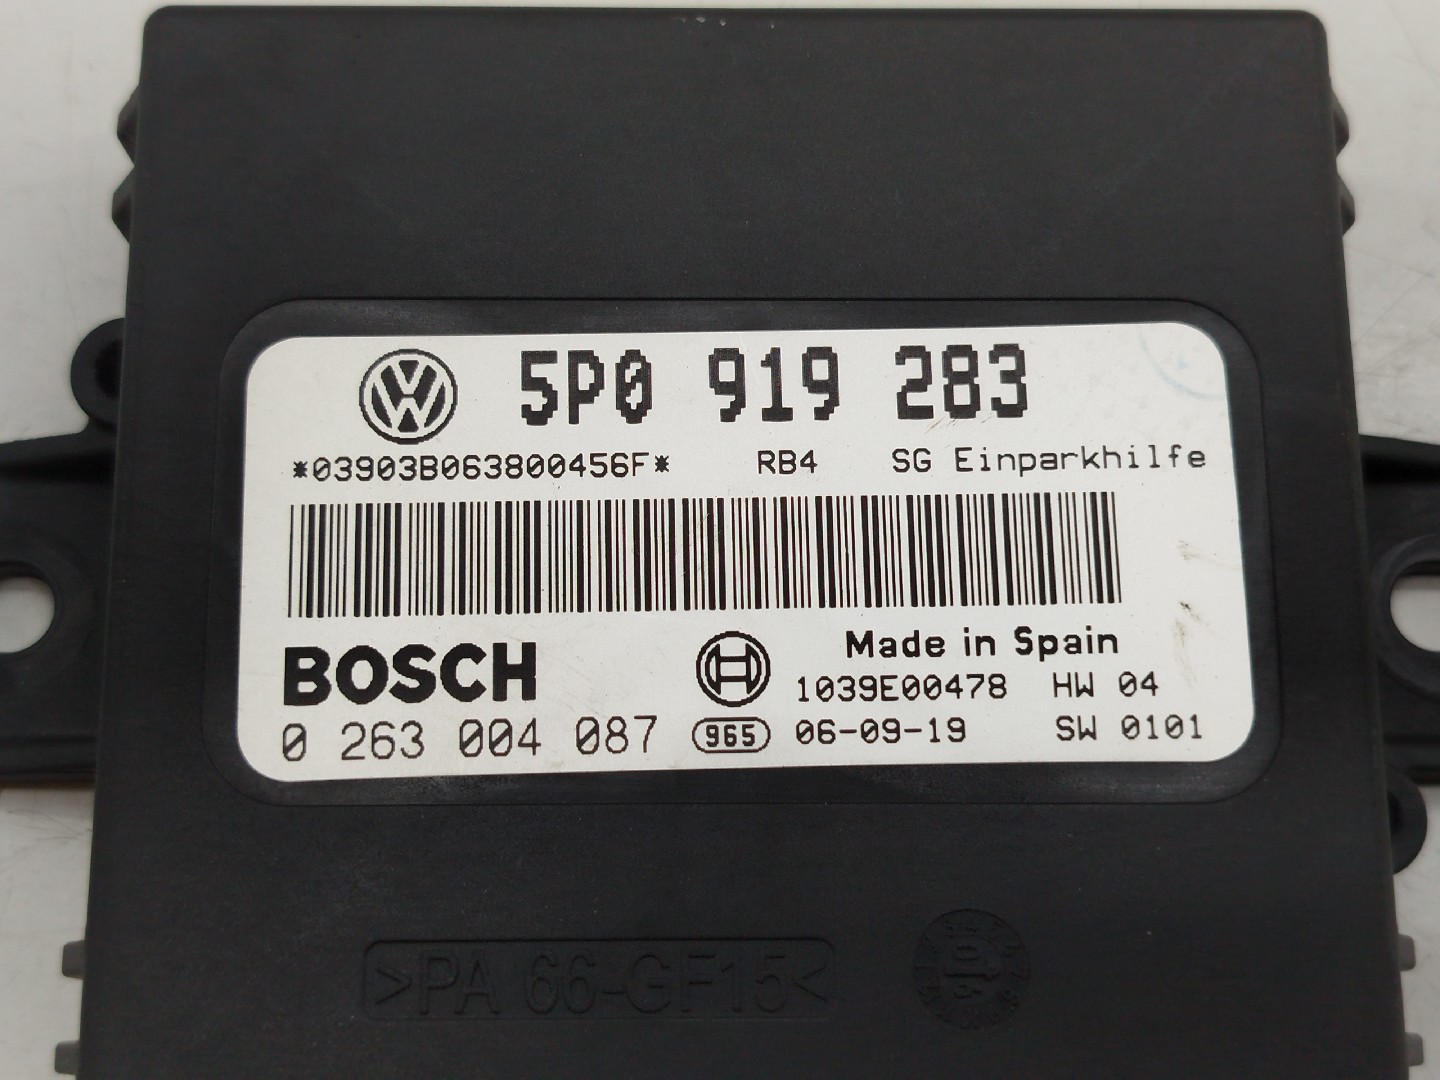 5P0 919 283
*03903B063800456F* RB4 SG Einparkhilfe
BOSCH
Made in Spain
1039E00478 HW 04
0 263 004 087 965 06-09-19 SW 0101
>PA 66-GF15<